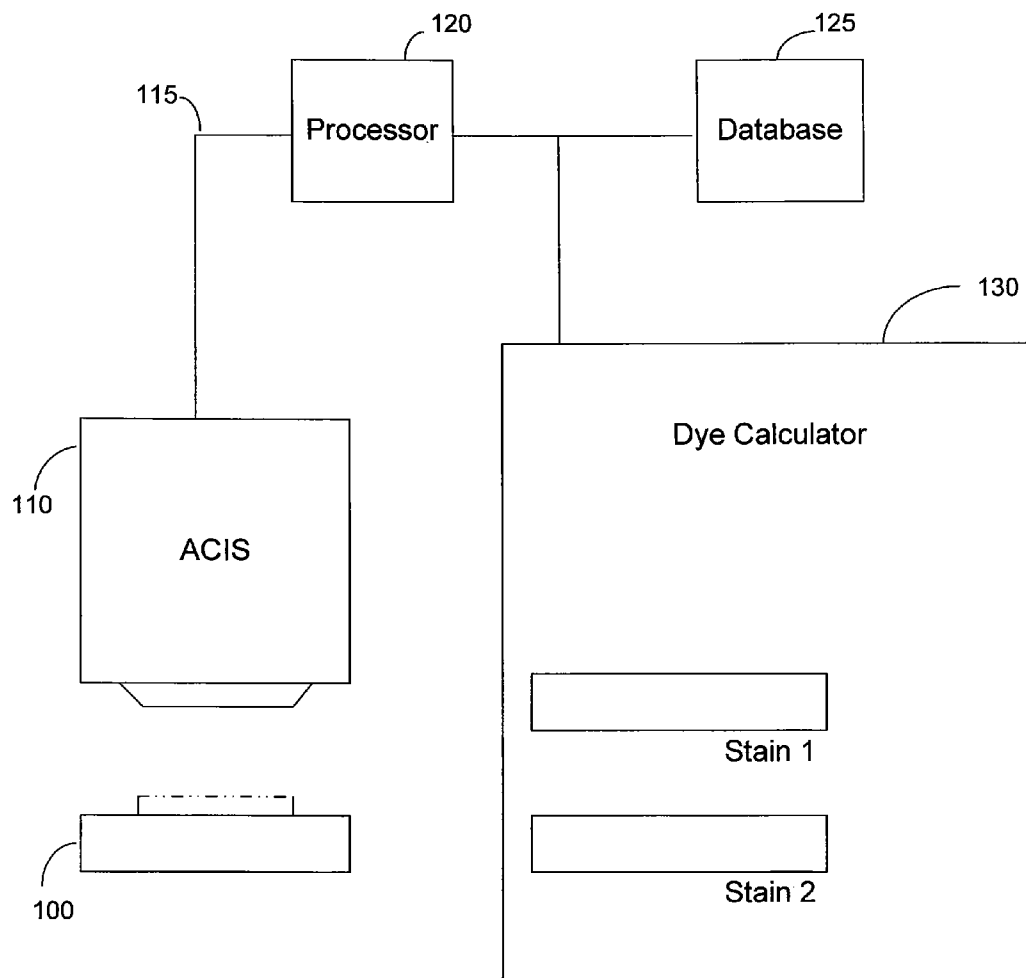 120
125
115
Processor
Database
130
Dye Calculator
110
ACIS
Stain 1
Stain 2
100